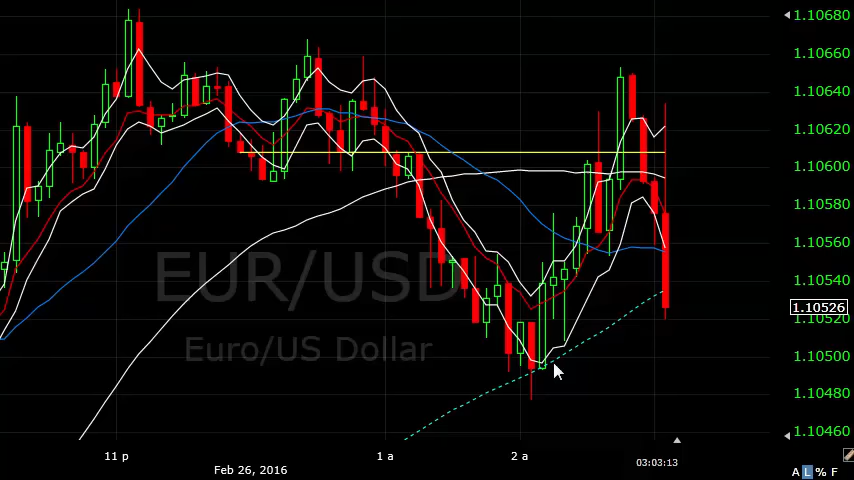 1.10680
1.10660
1.10640
1.10620
1.10600
1.10580
1.10560
1.10540
1.10526
1.10520
1.10500
1.10480
1.10460
EUR/USD
Euro/US Dollar
11 p
1 a
2 a
03:03:13
Feb 26, 2016
A L % F